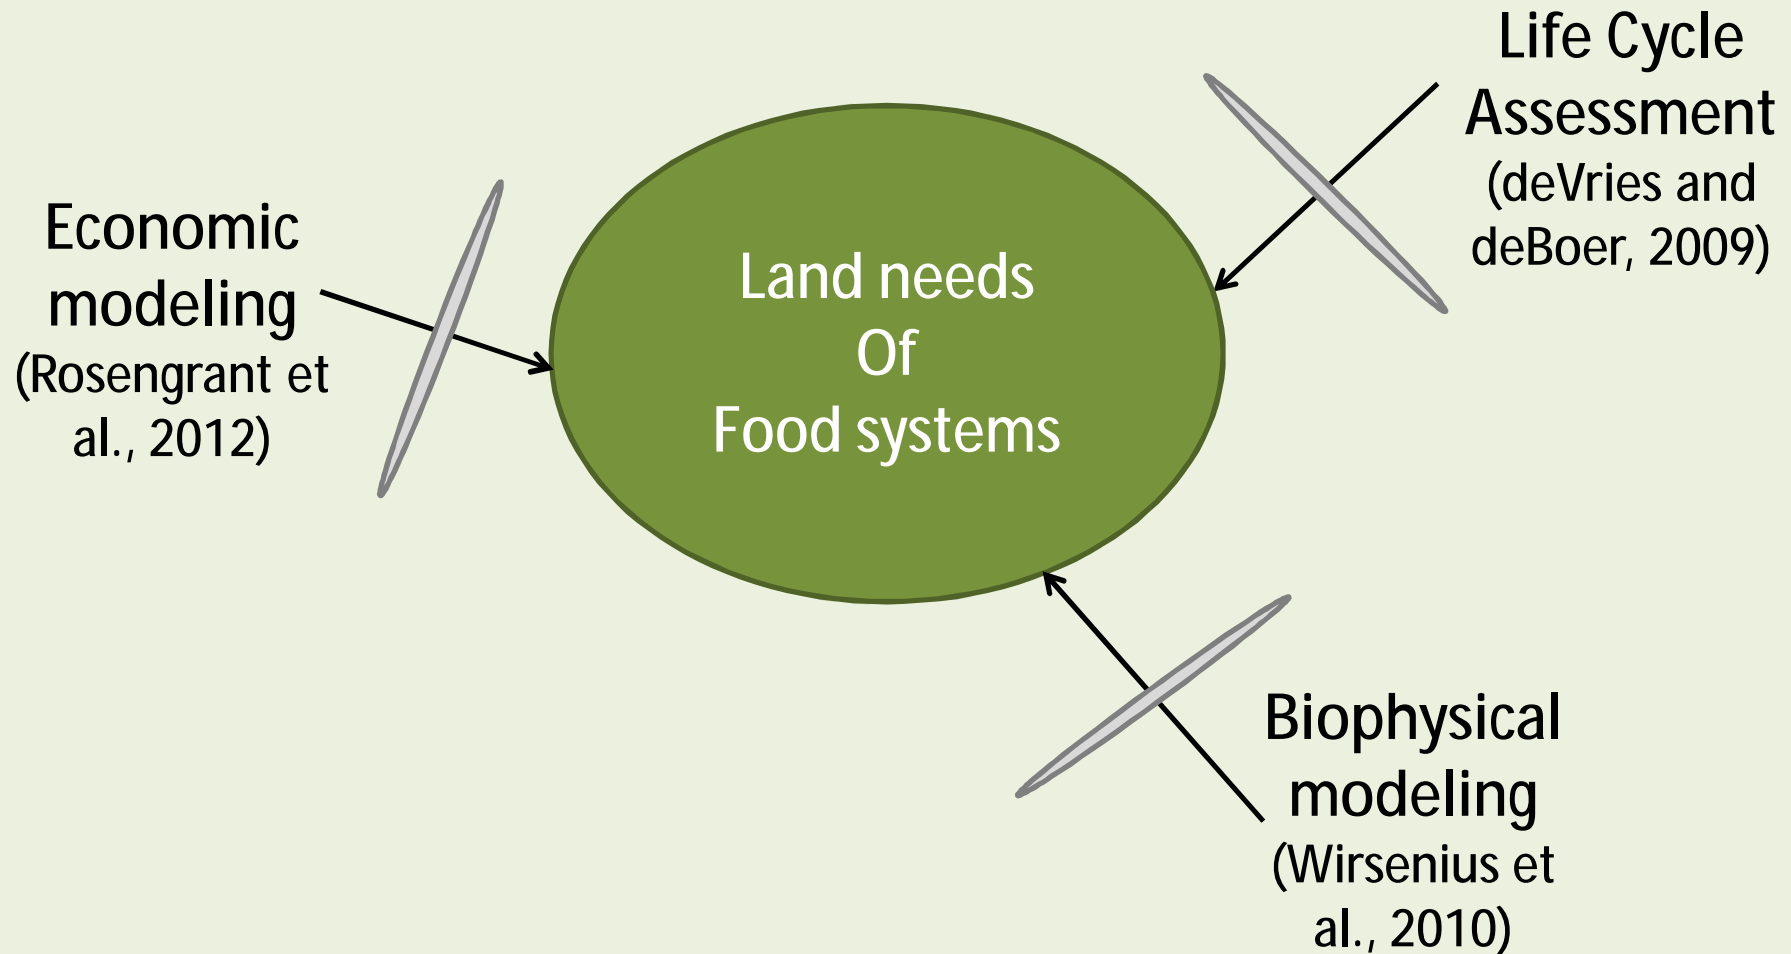 Life Cycle
Assessment
(deVries and
deBoer, 2009)
Economic
modeling
(Rosengrant et
al., 2012)
Land needs
Of
Food systems
Biophysical
modeling
(Wirsenius et
al., 2010)